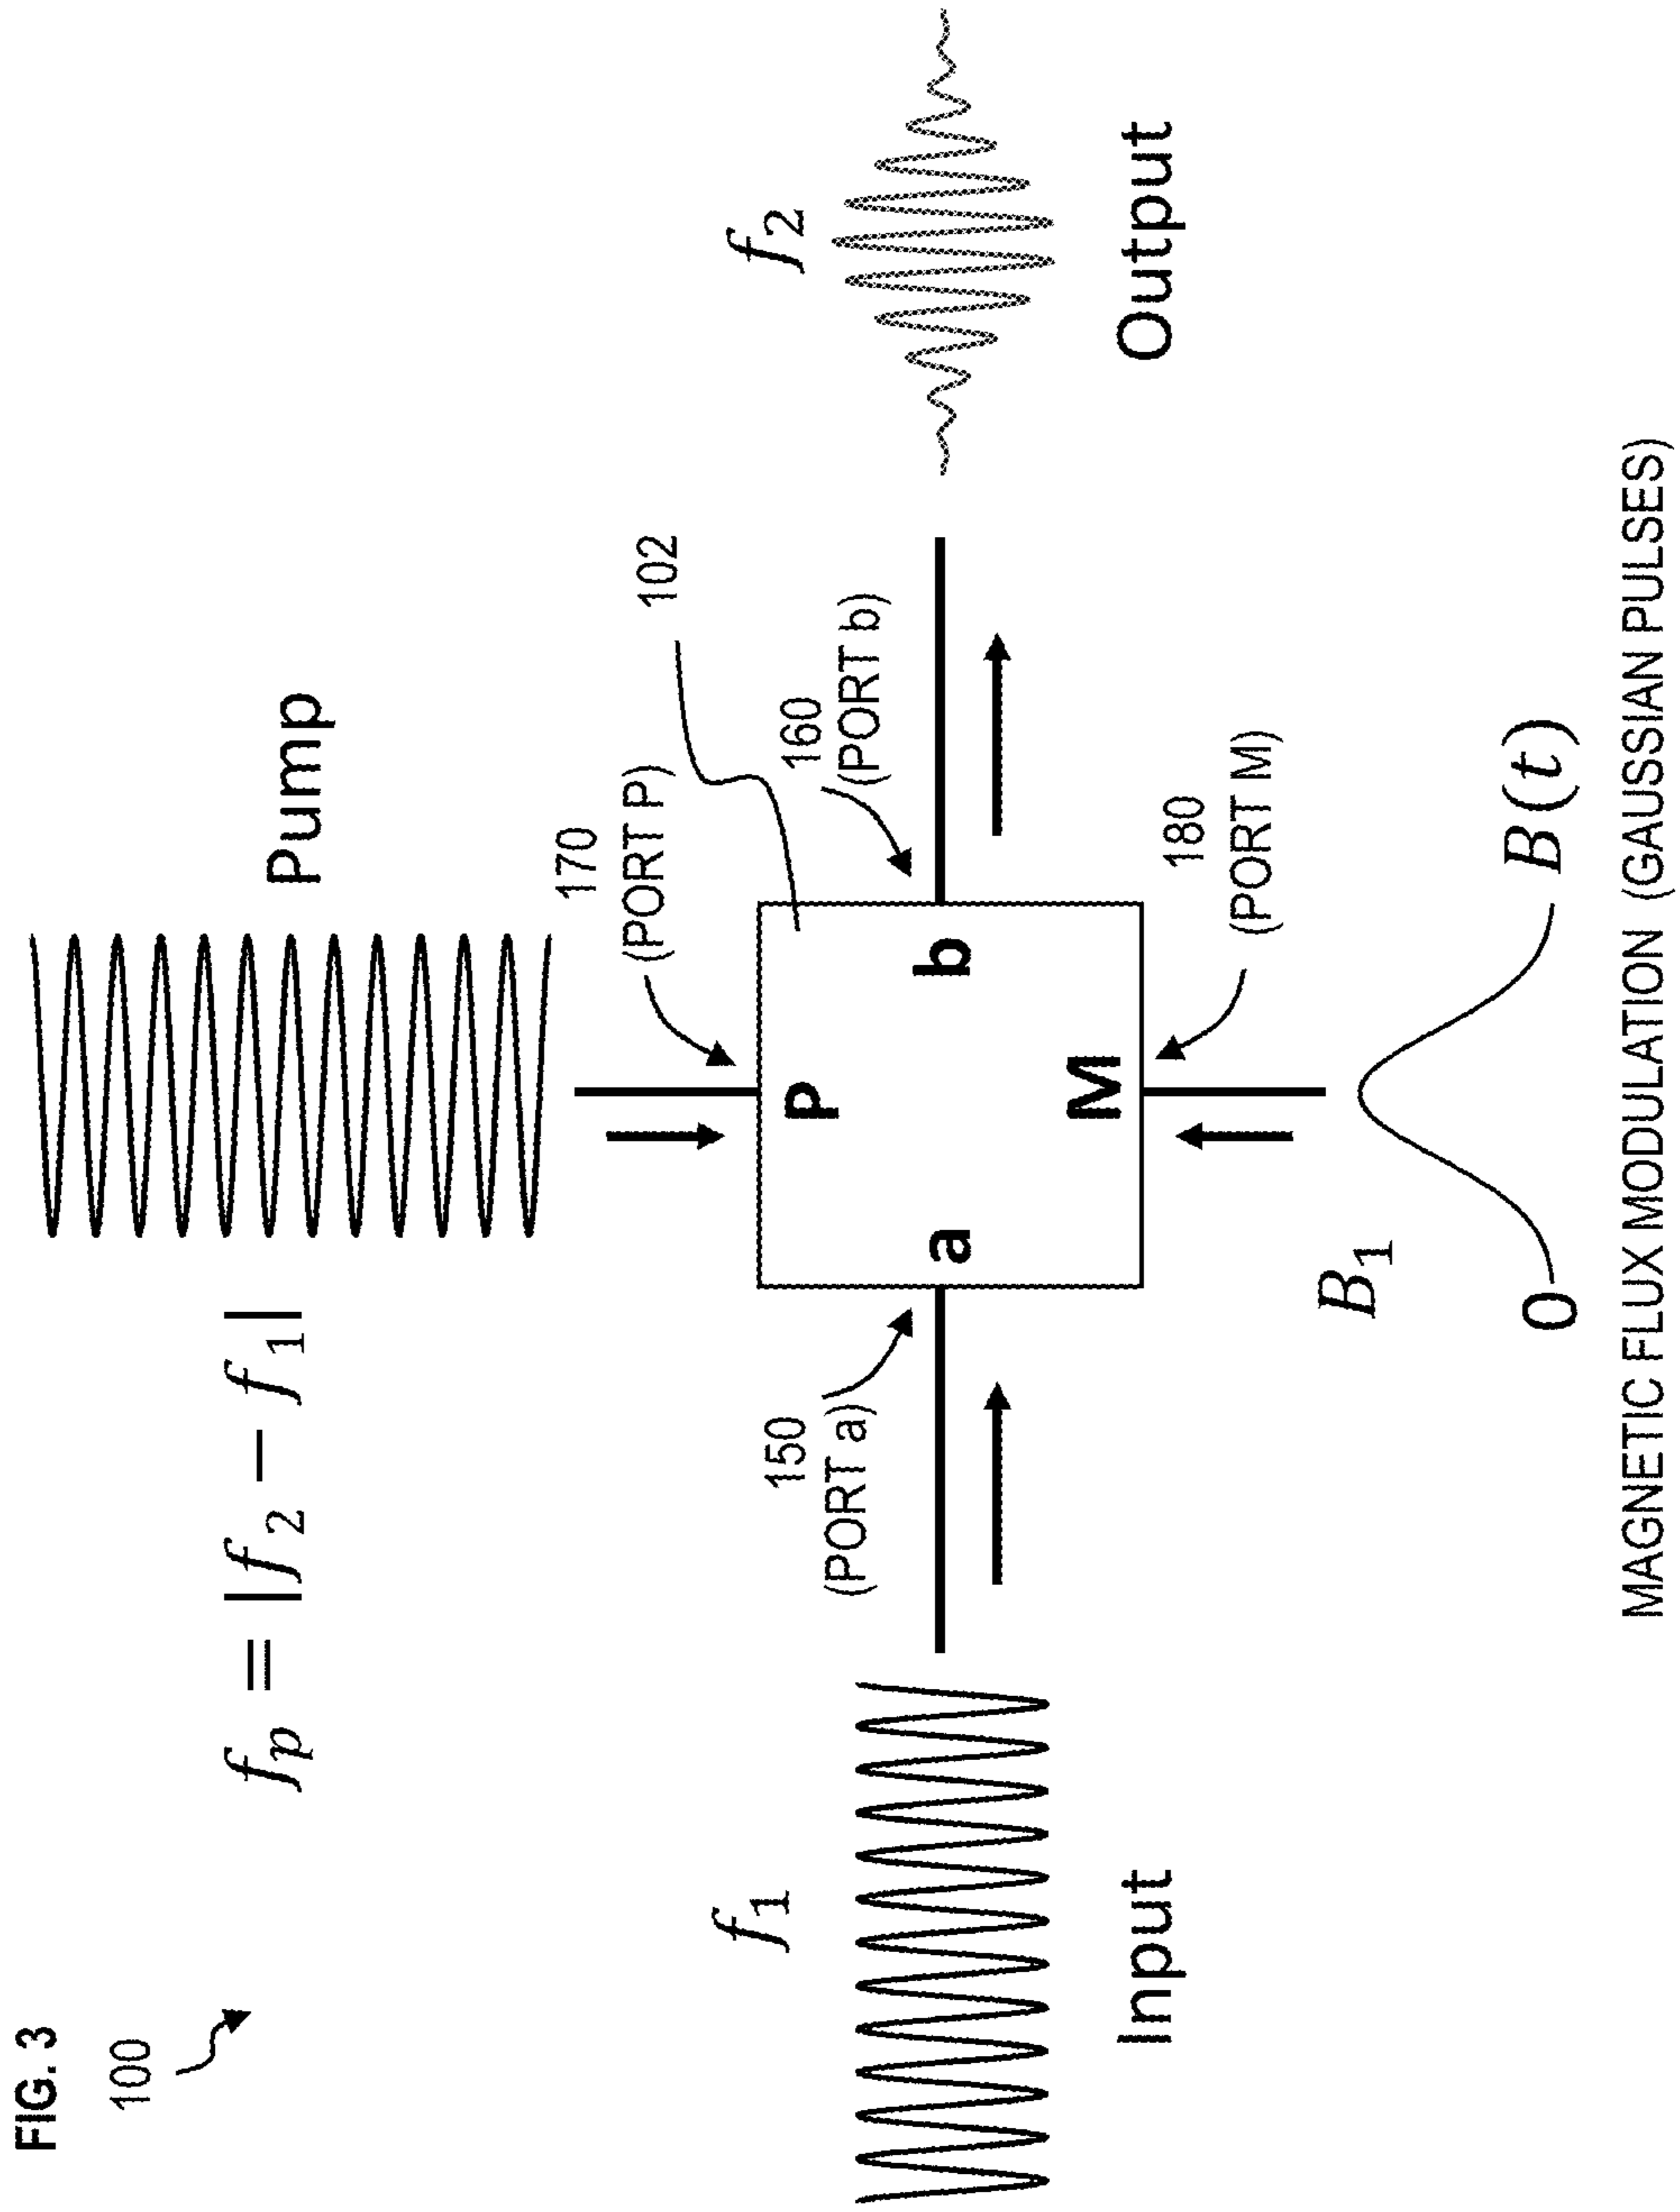 FIG. 3
100
f_p = |f_2 − f_1|
Pump
170
(PORT P)
102
f_1
Input
150
(PORT a)
P
a
b
M
160
(PORT b)
f_2
Output
180
(PORT M)
B_1
0
B(t)
MAGNETIC FLUX MODULATION (GAUSSIAN PULSES)